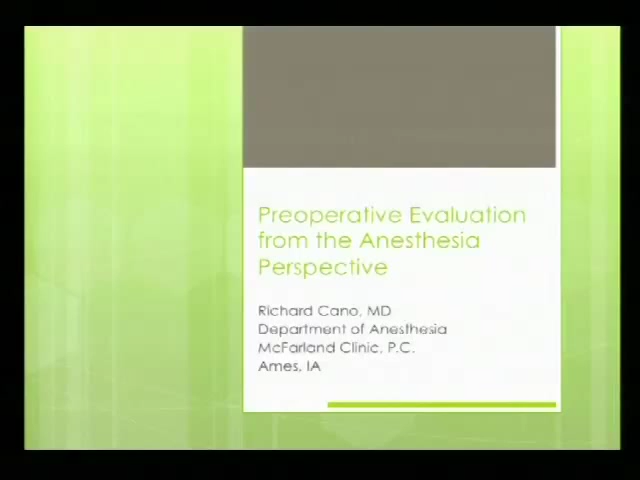 Preoperative Evaluation
from the Anesthesia
Perspective
Richard Cano, MD
Department of Anesthesia
McFarland Clinic, P.C.
Ames, IA